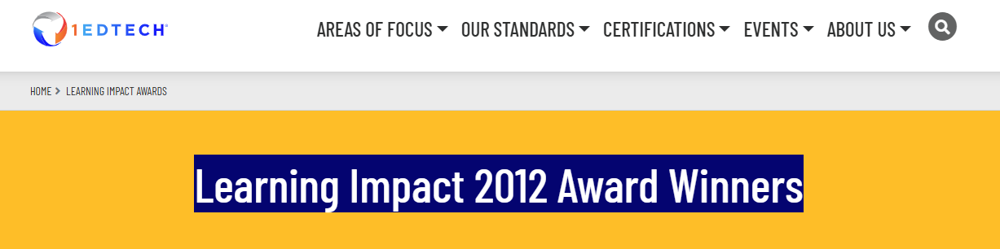 1EDTECH®
AREAS OF FOCUS OUR STANDARDS CERTIFICATIONS EVENTS ABOUT US
HOME LEARNING IMPACT AWARDS
Learning Impact 2012 Award Winners